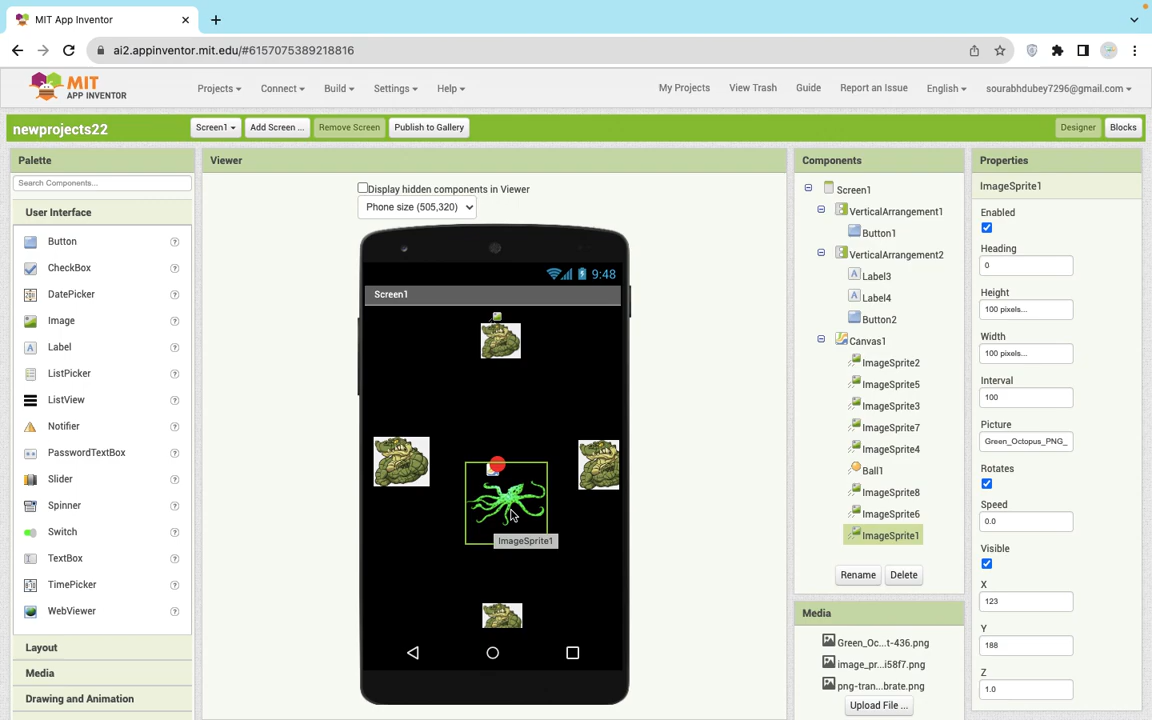 MIT App Inventor
ai2.appinventor.mit.edu/#6157075389218816
MIT
APP INVENTOR
Projects
Connect
Build
Settings
Help
My Projects
View Trash
Guide
Report an Issue
English
sourabhdubey7296@gmail.com
newprojects22
Screen1
Add Screen ...
Remove Screen
Publish to Gallery
Designer
Blocks
Palette
Search Components...
User Interface
Button
CheckBox
DatePicker
Image
Label
ListPicker
ListView
Notifier
PasswordTextBox
Slider
Spinner
Switch
TextBox
TimePicker
WebViewer
Layout
Media
Drawing and Animation
Viewer
Display hidden components in Viewer
Phone size (505,320)
9:48
Screen1
ImageSprite1
Components
Screen1
VerticalArrangement1
Button1
VerticalArrangement2
A Label3
A Label4
Button2
Canvas1
ImageSprite2
ImageSprite5
ImageSprite3
ImageSprite7
ImageSprite4
Ball1
ImageSprite8
ImageSprite6
ImageSprite1
Rename
Delete
Media
Green_Oc...t-436.png
image_pr...i58f7.png
png-tran...brate.png
Upload File ...
Properties
ImageSprite1
Enabled
Heading
0
Height
100 pixels...
Width
100 pixels...
Interval
100
Picture
Green_Octopus_PNG_
Rotates
Speed
0.0
Visible
X
123
Y
188
Z
1.0